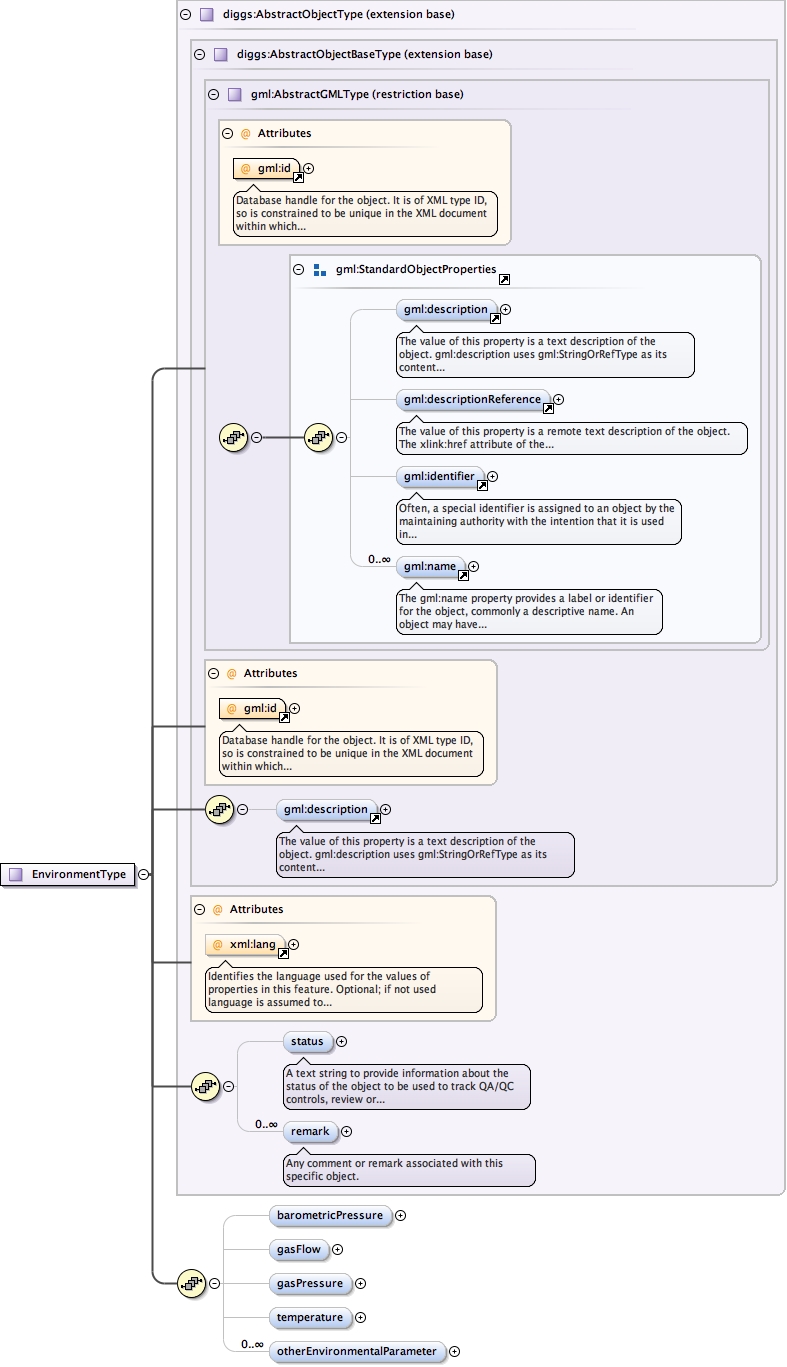 diggs:AbstractObjectType (extension base)
diggs:AbstractObjectBaseType (extension base)
gml:AbstractGMLType (restriction base)
@ Attributes
@ gml:id
Database handle for the object. It is of XML type ID,
so is constrained to be unique in the XML document
within which...
gml:StandardObjectProperties
gml:description
The value of this property is a text description of the
object. gml:description uses gml:StringOrRefType as its
content...
gml:descriptionReference
The value of this property is a remote text description of the object.
The xlink:href attribute of the...
gml:identifier
Often, a special identifier is assigned to an object by the
maintaining authority with the intention that it is used
in...
0..∞
gml:name
The gml:name property provides a label or identifier
for the object, commonly a descriptive name. An
object may have...
@ Attributes
@ gml:id
Database handle for the object. It is of XML type ID,
so is constrained to be unique in the XML document
within which...
gml:description
The value of this property is a text description of the
object. gml:description uses gml:StringOrRefType as its
content...
EnvironmentType
@ Attributes
@ xml:lang
Identifies the language used for the values of
properties in this feature. Optional; if not used
language is assumed to...
status
A text string to provide information about the
status of the object to be used to track QA/QC
controls, review or...
0..∞
remark
Any comment or remark associated with this
specific object.
barometricPressure
gasFlow
gasPressure
temperature
0..∞
otherEnvironmentalParameter